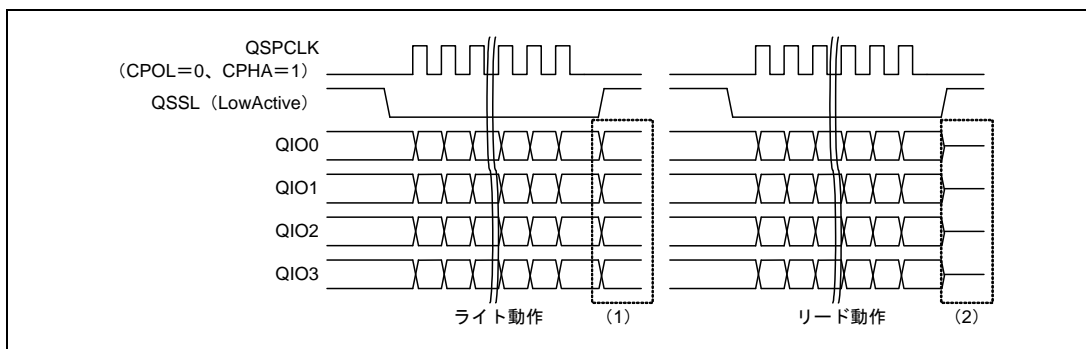 QSPCLK
(CPOL=0、CPHA=1)
QSSL (LowActive)
QIO0
QIO1
QIO2
QIO3
ライト動作 (1) リード動作 (2)